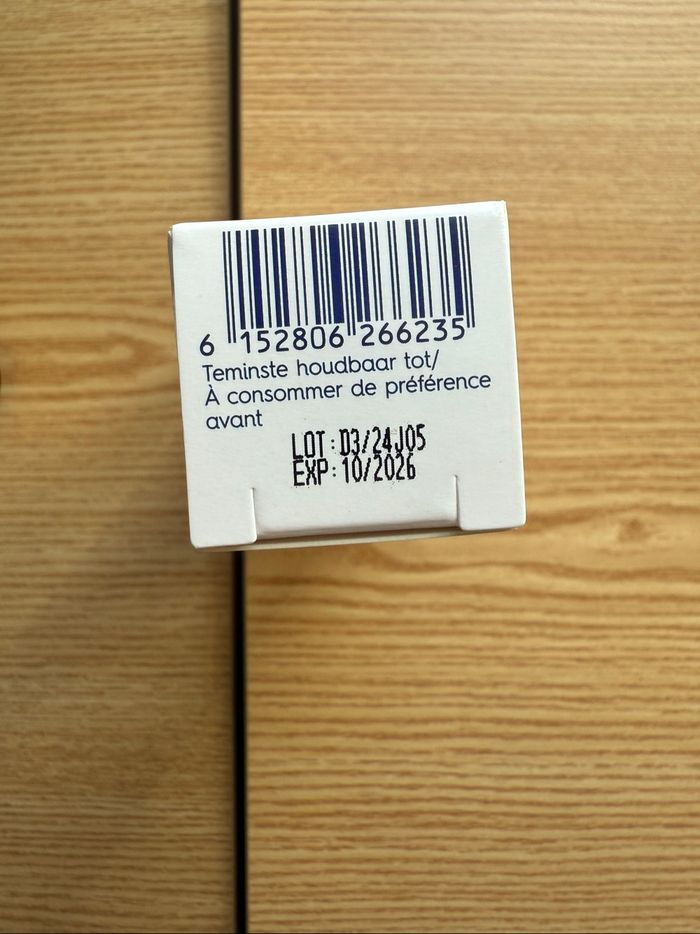 6 152806 266235
Teminste houdbaar tot/
À consommer de préférence
avant
LOT:D3/24J05
EXP:10/2026